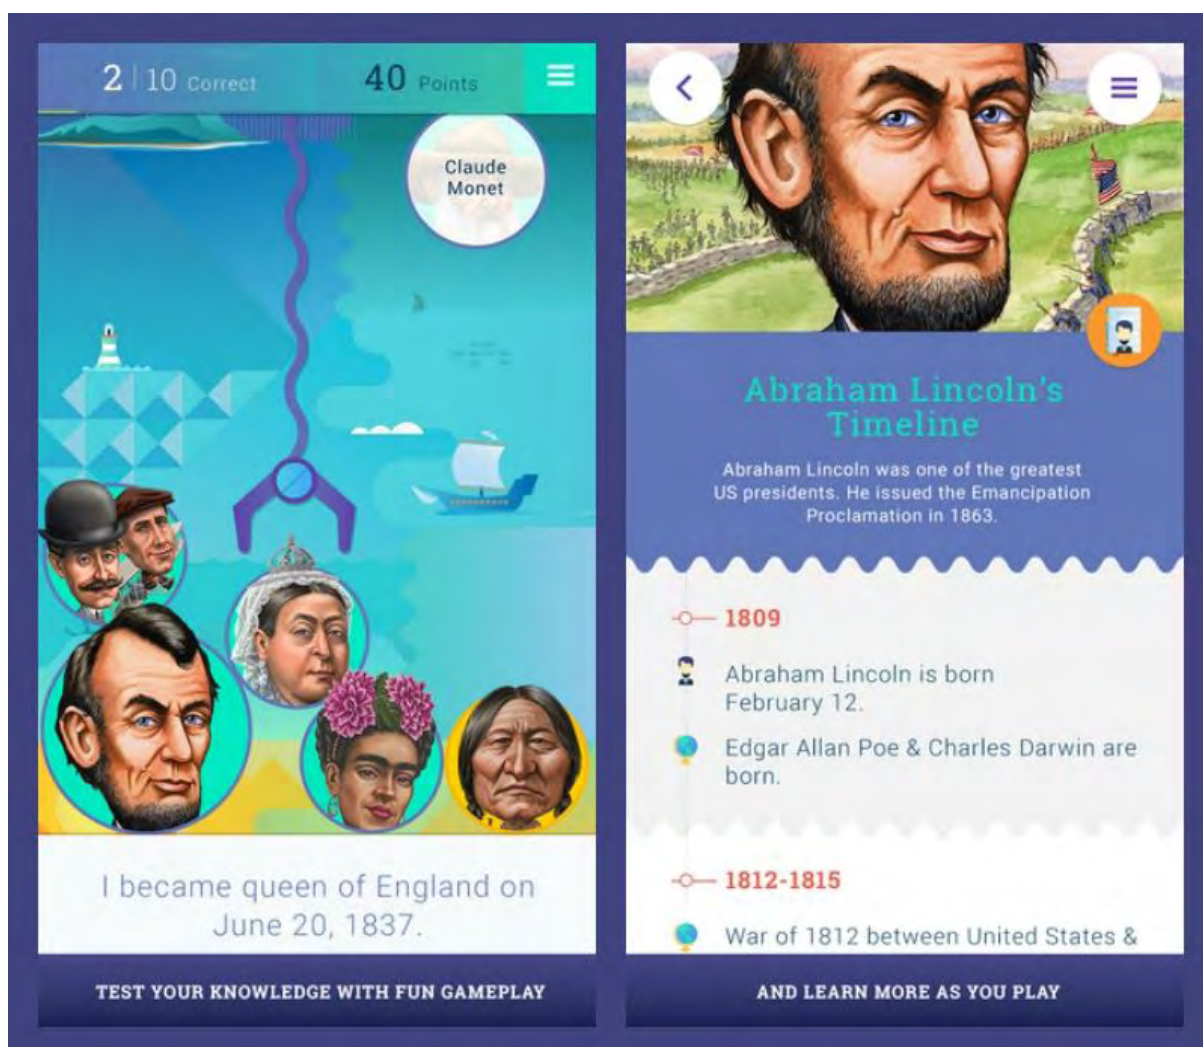 2 | 10 Correct
40 Points
Claude
Monet
I became queen of England on
June 20, 1837.
TEST YOUR KNOWLEDGE WITH FUN GAMEPLAY
Abraham Lincoln's
Timeline
Abraham Lincoln was one of the greatest
US presidents. He issued the Emancipation
Proclamation in 1863.
1809
Abraham Lincoln is born
February 12.
Edgar Allan Poe & Charles Darwin are
born.
1812-1815
War of 1812 between United States &
AND LEARN MORE AS YOU PLAY